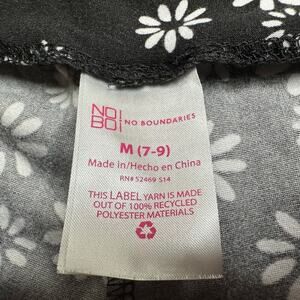 NO
BO
NO BOUNDARIES
M (7-9)
Made in/Hecho en China
RN# 52469 S14
THIS LABEL YARN IS MADE
OUT OF 100% RECYCLED
POLYESTER MATERIALS